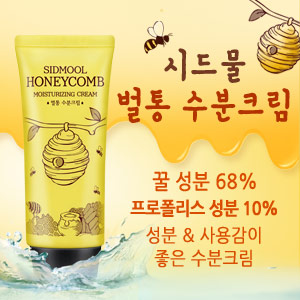 시드물
벌통 수분크림
SIDMOOL
HONEYCOMB
MOISTURIZING CREAM
벌통 수분크림
꿀 성분 68%
프로폴리스 성분 10%
성분 & 사용감이
좋은 수분크림